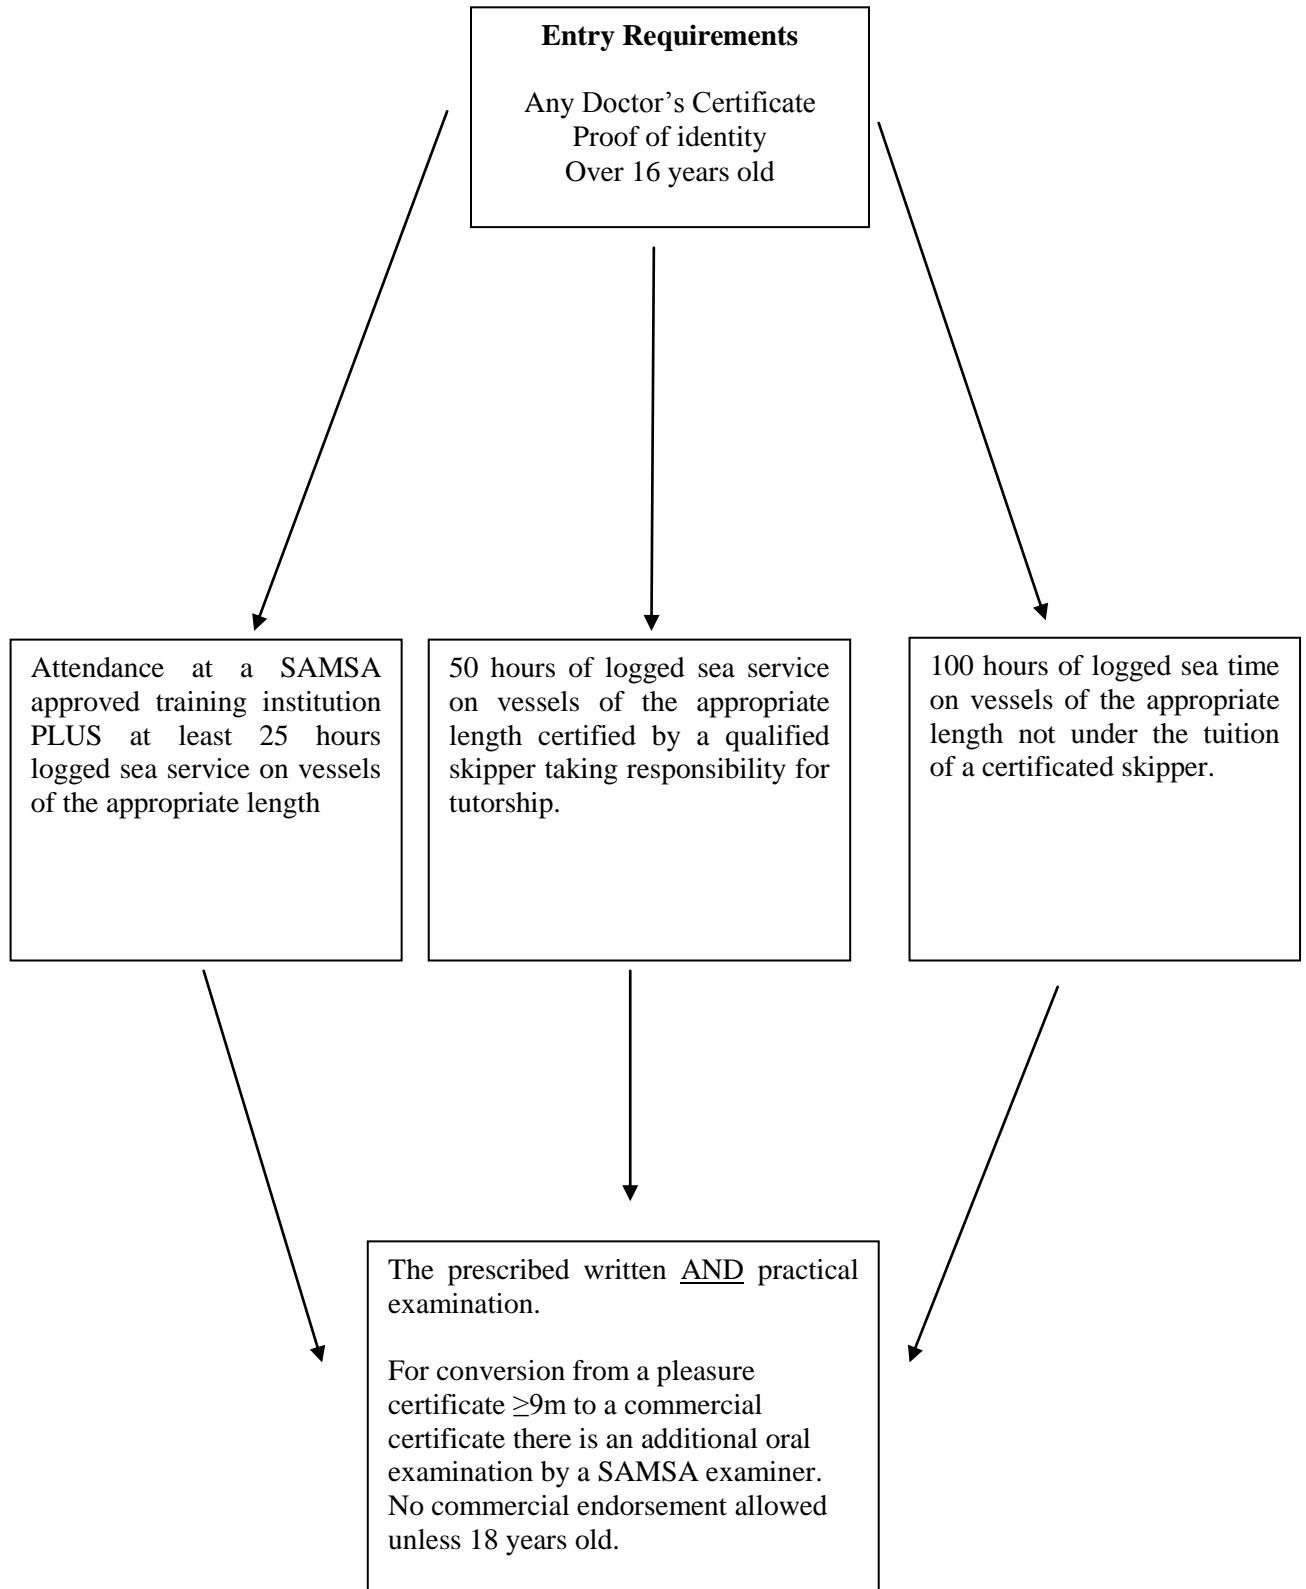 Entry Requirements
Any Doctor’s Certificate
Proof of identity
Over 16 years old
Attendance at a SAMSA
approved training institution
PLUS at least 25 hours
logged sea service on vessels
of the appropriate length
50 hours of logged sea service
on vessels of the appropriate
length certified by a qualified
skipper taking responsibility for
tutorship.
100 hours of logged sea time
on vessels of the appropriate
length not under the tuition
of a certificated skipper.
The prescribed written AND practical
examination.
For conversion from a pleasure
certificate ≥9m to a commercial
certificate there is an additional oral
examination by a SAMSA examiner.
No commercial endorsement allowed
unless 18 years old.